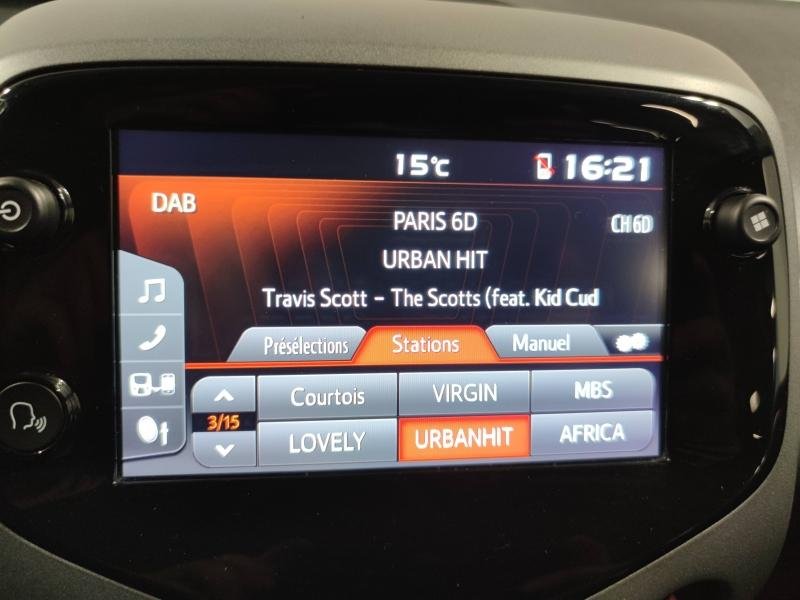 15°C 16:21
DAB
PARIS 6D CH 6D
URBAN HIT
Travis Scott - The Scotts (feat. Kid Cud
Présélections Stations Manuel
Courtois VIRGIN MBS
3/15
LOVELY URBANHIT AFRICA